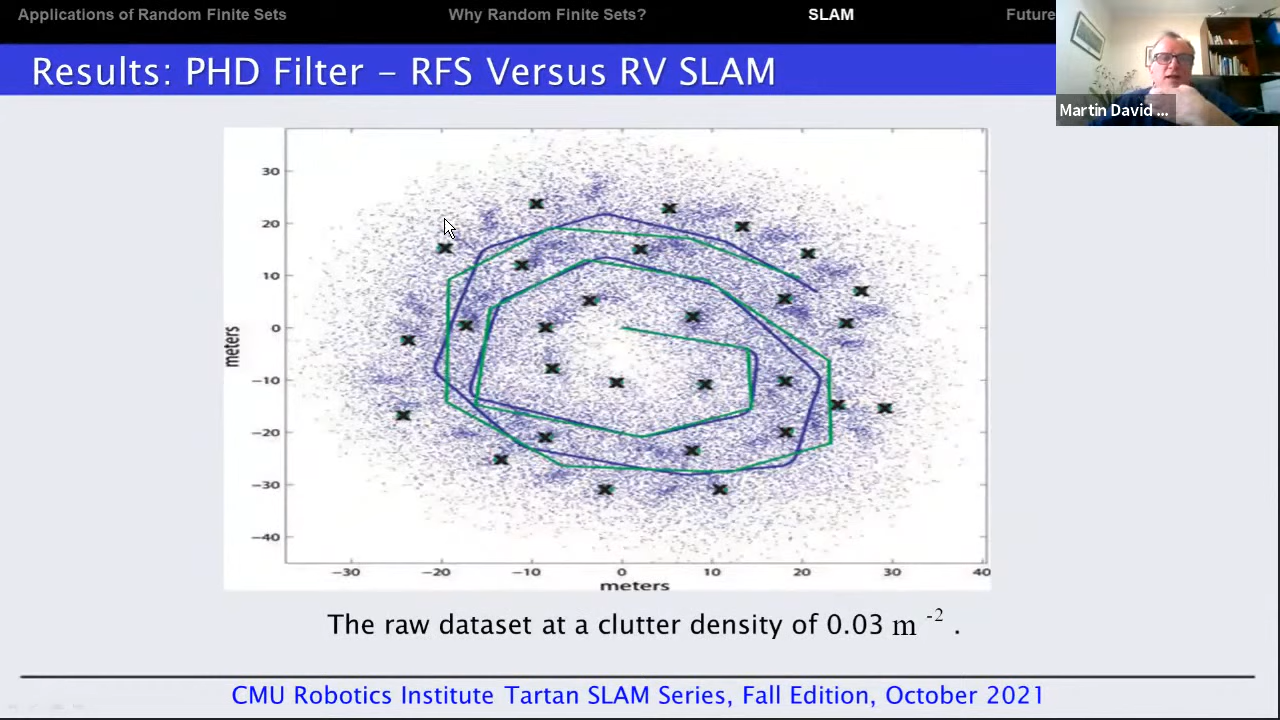 Applications of Random Finite Sets Why Random Finite Sets? SLAM Future
Results: PHD Filter – RFS Versus RV SLAM
Martin David ...
30
20
10
0
−10
−20
−30
−40
meters
−30 −20 −10 0 10 20 30 40
meters
The raw dataset at a clutter density of 0.03 m -2 .
CMU Robotics Institute Tartan SLAM Series, Fall Edition, October 2021